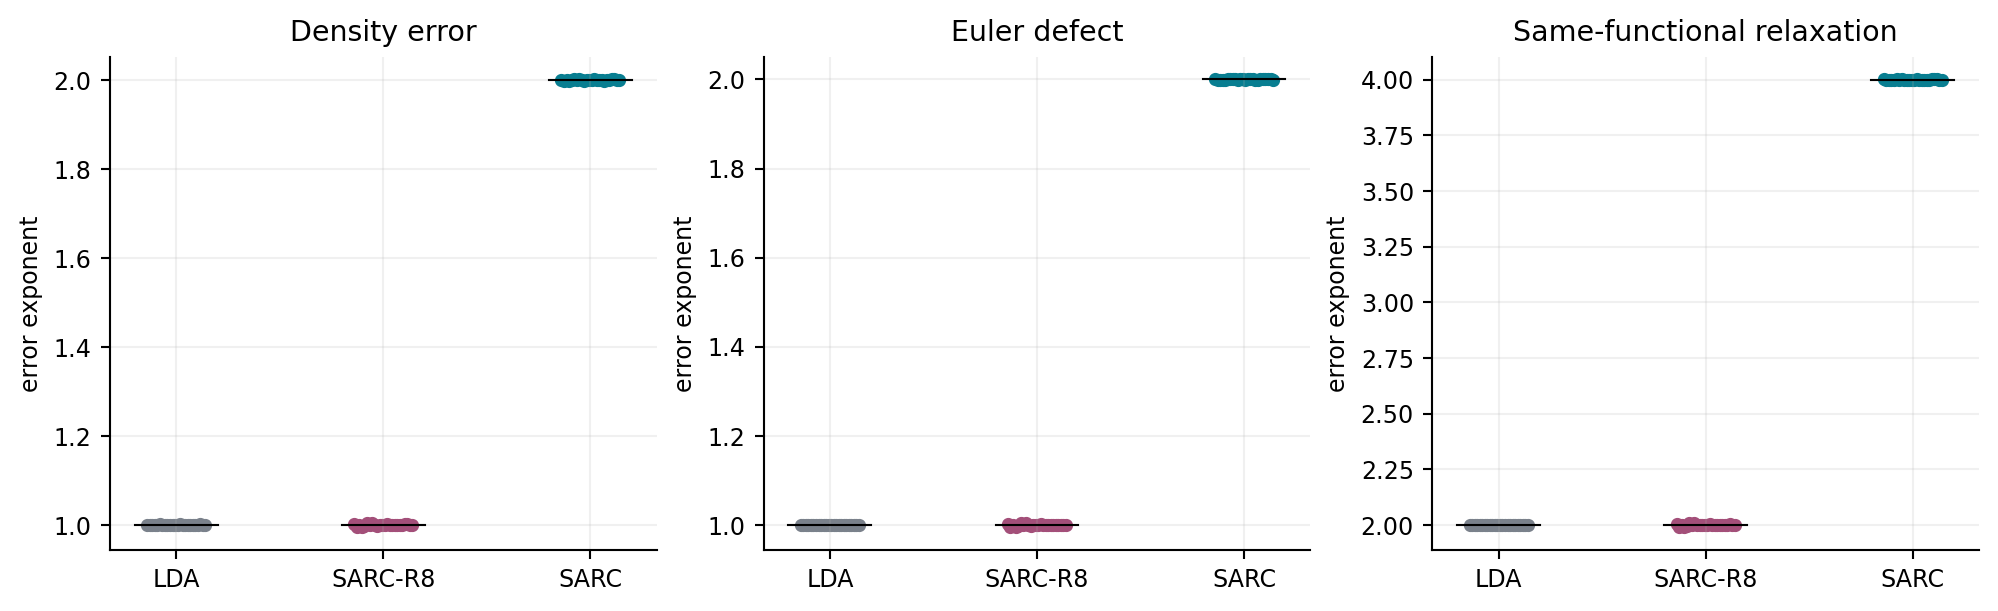 Density error
error exponent
2.0
1.8
1.6
1.4
1.2
1.0
LDA
SARC-R8
SARC
Euler defect
error exponent
2.0
1.8
1.6
1.4
1.2
1.0
LDA
SARC-R8
SARC
Same-functional relaxation
error exponent
4.00
3.75
3.50
3.25
3.00
2.75
2.50
2.25
2.00
LDA
SARC-R8
SARC